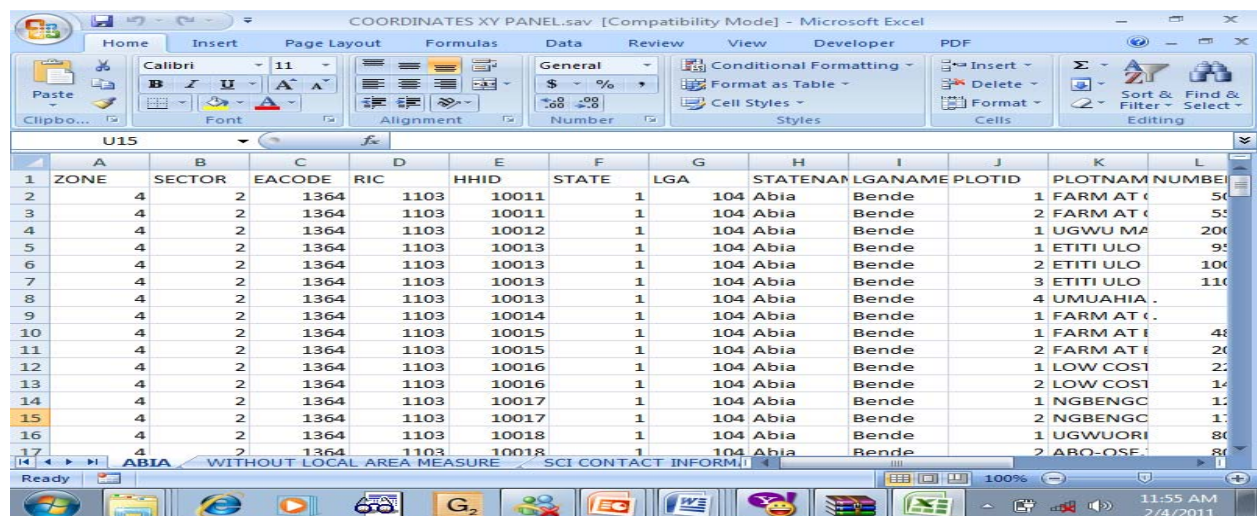 COORDINATES XY PANEL.sav [Compatibility Mode] - Microsoft Excel
Home Insert Page Layout Formulas Data Review View Developer PDF
Calibri 11 General Conditional Formatting Insert Σ
Paste B I U A A $ % , Format as Table Delete Sort & Find &
Cell Styles Format Filter Select
Clipbo... Font Alignment Number Styles Cells Editing
U15 fx
A B C D E F G H I J K L
1 ZONE SECTOR EACODE RIC HHID STATE LGA STATENAM LGANAME PLOTID PLOTNAM NUMBER
2 4 2 1364 1103 10011 1 104 Abia Bende 1 FARM AT
3 4 2 1364 1103 10011 1 104 Abia Bende 2 FARM AT
4 4 2 1364 1103 10012 1 104 Abia Bende 1 UGWU MA 200
5 4 2 1364 1103 10013 1 104 Abia Bende 1 ETITI ULO 95
6 4 2 1364 1103 10013 1 104 Abia Bende 2 ETITI ULO 100
7 4 2 1364 1103 10013 1 104 Abia Bende 3 ETITI ULO 110
8 4 2 1364 1103 10013 1 104 Abia Bende 4 UMUAHIA .
9 4 2 1364 1103 10014 1 104 Abia Bende 1 FARM AT .
10 4 2 1364 1103 10015 1 104 Abia Bende 1 FARM AT 48
11 4 2 1364 1103 10015 1 104 Abia Bende 2 FARM AT 20
12 4 2 1364 1103 10016 1 104 Abia Bende 1 LOW COST 22
13 4 2 1364 1103 10016 1 104 Abia Bende 2 LOW COST 14
14 4 2 1364 1103 10017 1 104 Abia Bende 1 NGBENGO 12
15 4 2 1364 1103 10017 1 104 Abia Bende 2 NGBENGO
16 4 2 1364 1103 10018 1 104 Abia Bende 1 UGWUORI 80
17 4 2 1364 1103 10018 1 104 Abia Bende 2 ABO-OSE, 80
ABIA WITHOUT LOCAL AREA MEASURE SCI CONTACT INFORM
Ready 100%
11:55 AM
2/4/2011